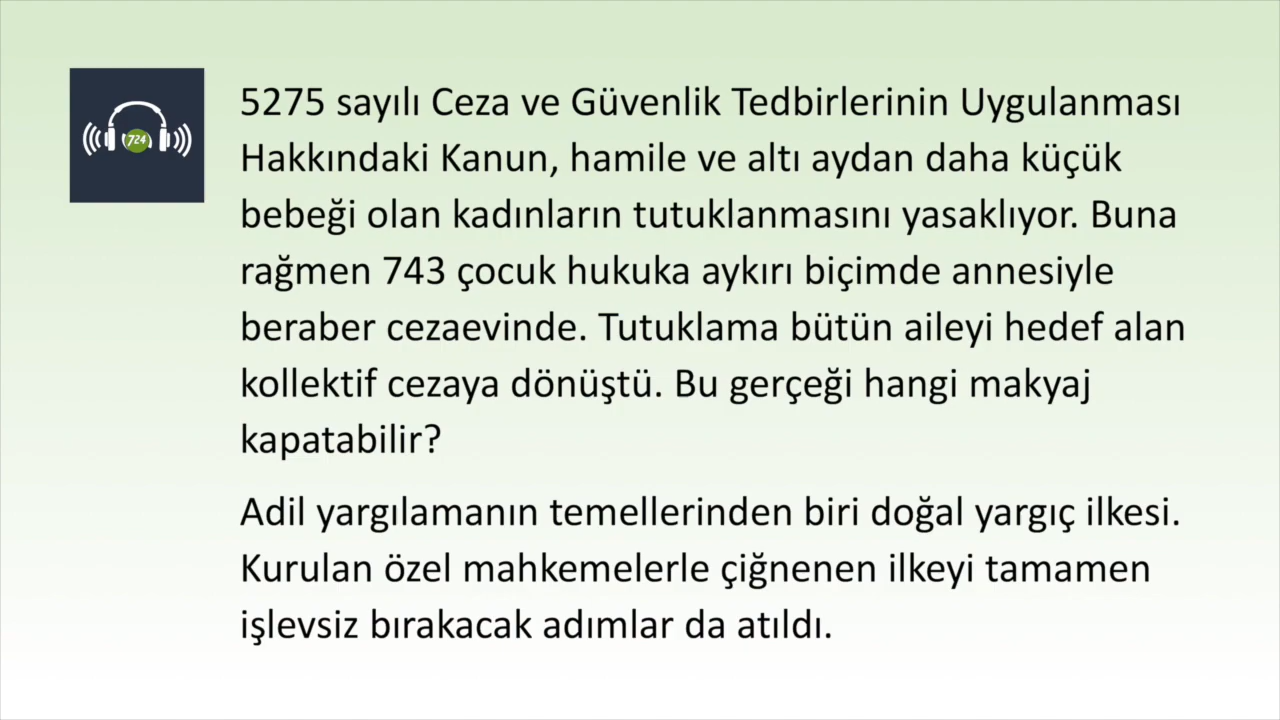 724
5275 sayılı Ceza ve Güvenlik Tedbirlerinin Uygulanması
Hakkındaki Kanun, hamile ve altı aydan daha küçük
bebeği olan kadınların tutuklanmasını yasaklıyor. Buna
rağmen 743 çocuk hukuka aykırı biçimde annesiyle
beraber cezaevinde. Tutuklama bütün aileyi hedef alan
kollektif cezaya dönüştü. Bu gerçeği hangi makyaj
kapatabilir?
Adil yargılamanın temellerinden biri doğal yargıç ilkesi.
Kurulan özel mahkemelerle çiğnenen ilkeyi tamamen
işlevsiz bırakacak adımlar da atıldı.